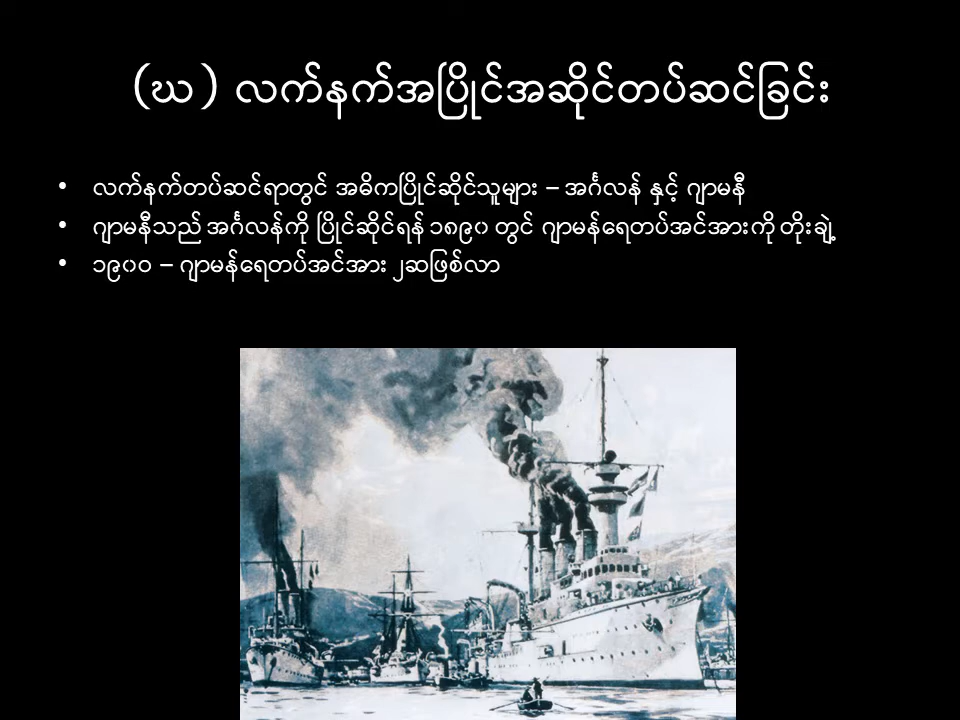 (ဃ) လက်နက်အပြိုင်အဆိုင်တပ်ဆင်ခြင်း
• လက်နက်တပ်ဆင်ရာတွင် အဓိကပြိုင်ဆိုင်သူများ – အင်္ဂလန် နှင့် ဂျာမနီ
• ဂျာမနီသည် အင်္ဂလန်ကို ပြိုင်ဆိုင်ရန် ၁၈၉၀ တွင် ဂျာမန်ရေတပ်အင်အားကို တိုးချဲ့
• ၁၉၀၀ – ဂျာမန်ရေတပ်အင်အား ၂ဆဖြစ်လာ